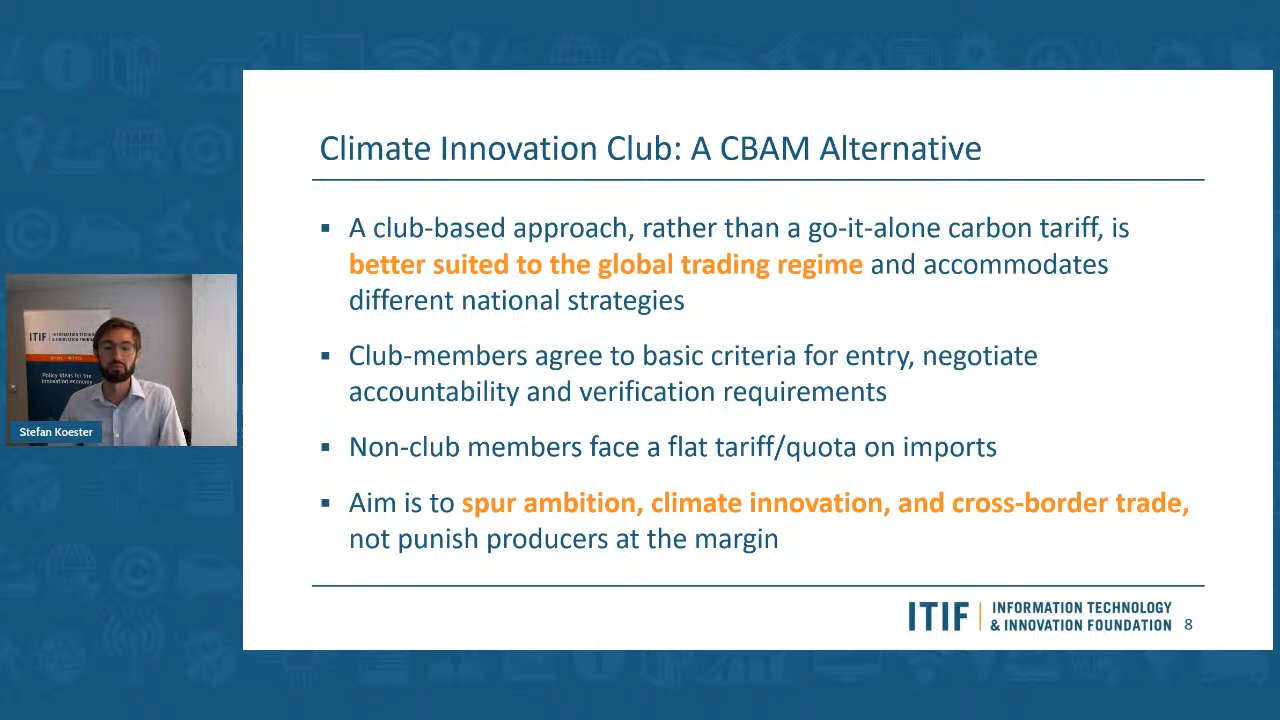 Climate Innovation Club: A CBAM Alternative
▪ A club-based approach, rather than a go-it-alone carbon tariff, is
better suited to the global trading regime and accommodates
different national strategies
▪ Club-members agree to basic criteria for entry, negotiate
accountability and verification requirements
▪ Non-club members face a flat tariff/quota on imports
▪ Aim is to spur ambition, climate innovation, and cross-border trade,
not punish producers at the margin
ITIF | INFORMATION TECHNOLOGY
& INNOVATION FOUNDATION
8
ITIF | INFORMATION TECHNOLOGY
& INNOVATION FOUNDATION
Policy ideas for the
innovation economy
Stefan Koester